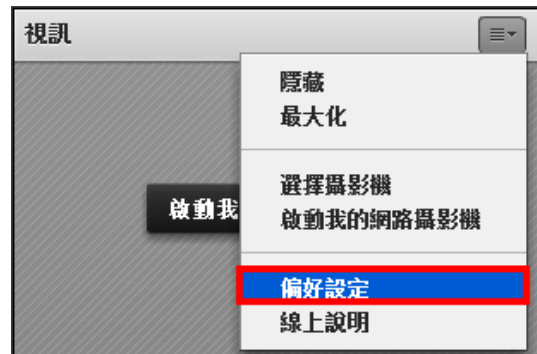 視訊
隱藏
最大化
選擇攝影機
啟動我
啟動我的網路攝影機
偏好設定
線上說明